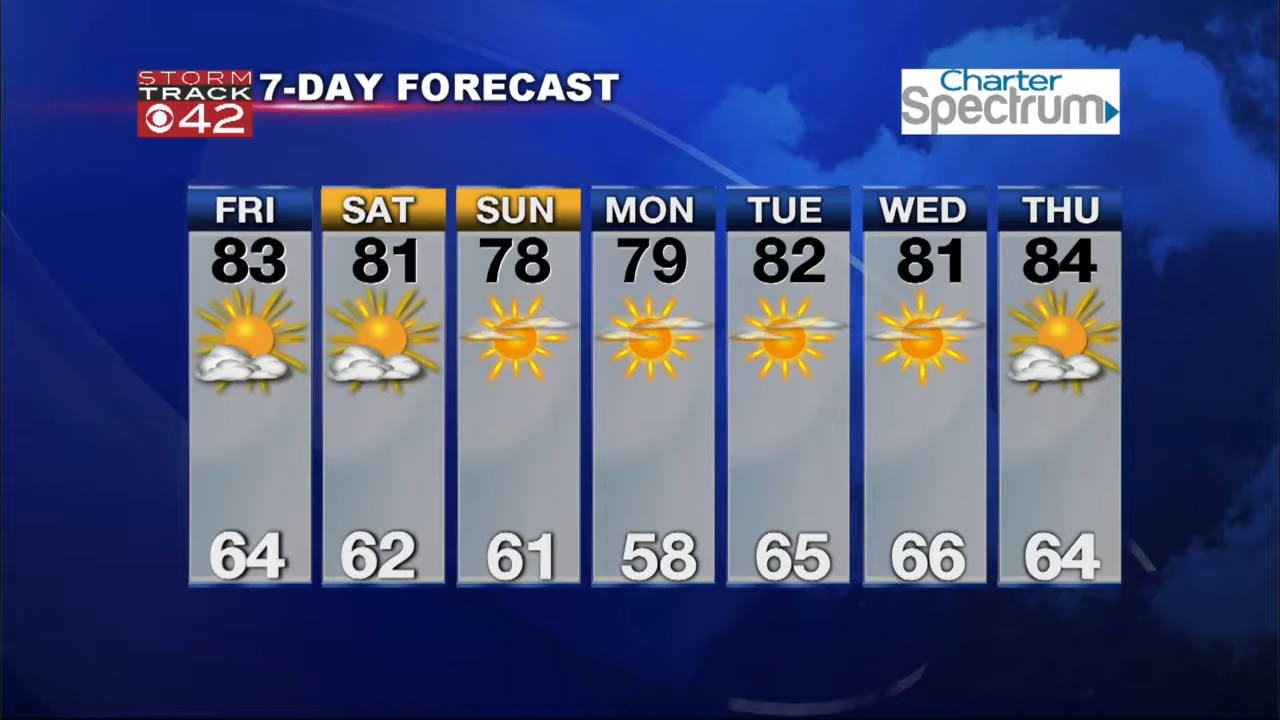 STORM
TRACK
42
7-DAY FORECAST
Charter
Spectrum
FRI SAT SUN MON TUE WED THU
83 81 78 79 82 81 84
64 62 61 58 65 66 64